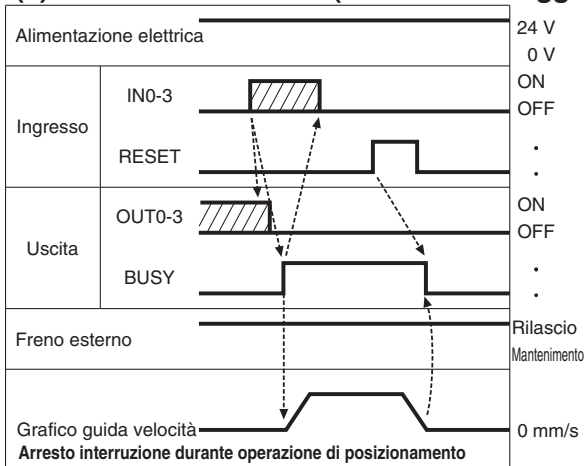 Alimentazione elettrica
24 V
0 V
Ingresso
IN0-3
ON
OFF
RESET
Uscita
OUT0-3
ON
OFF
BUSY
Freno esterno
Rilascio
Mantenimento
Grafico guida velocità
0 mm/s
Arresto interruzione durante operazione di posizionamento